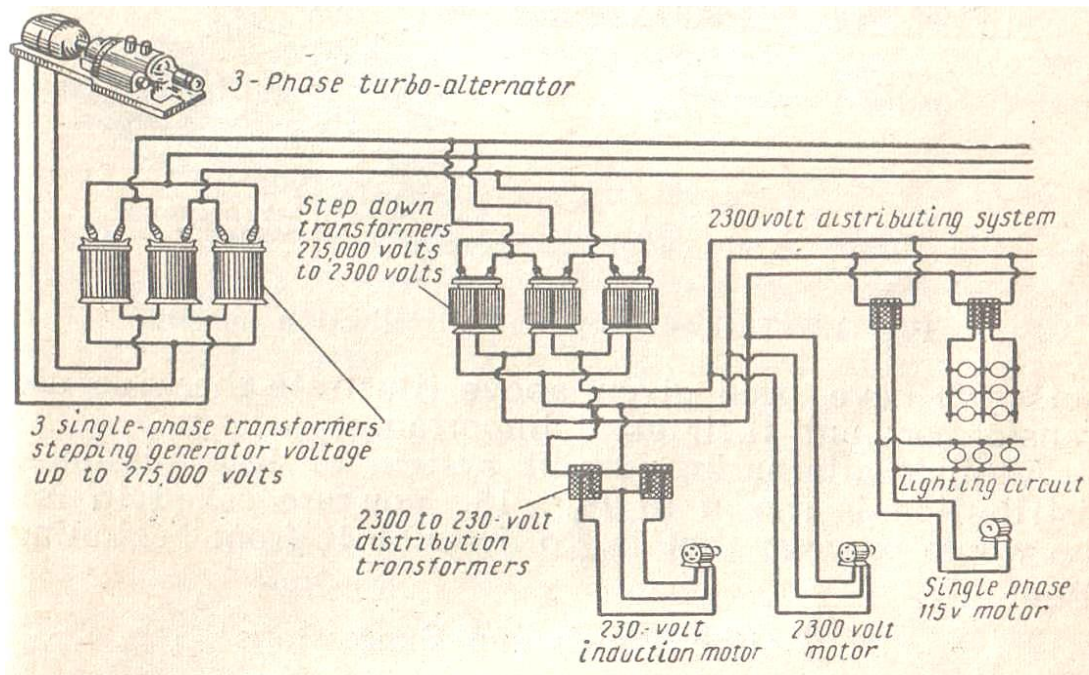 3-Phase turbo-alternator
Step down
transformers
275,000 volts
to 2300 volts
2300 volt distributing system
3 single-phase transformers
stepping generator voltage
up to 275,000 volts
Lighting circuit
2300 to 230-volt
distribution
transformers
Single phase
115v motor
230-volt
induction motor
2300 volt
motor